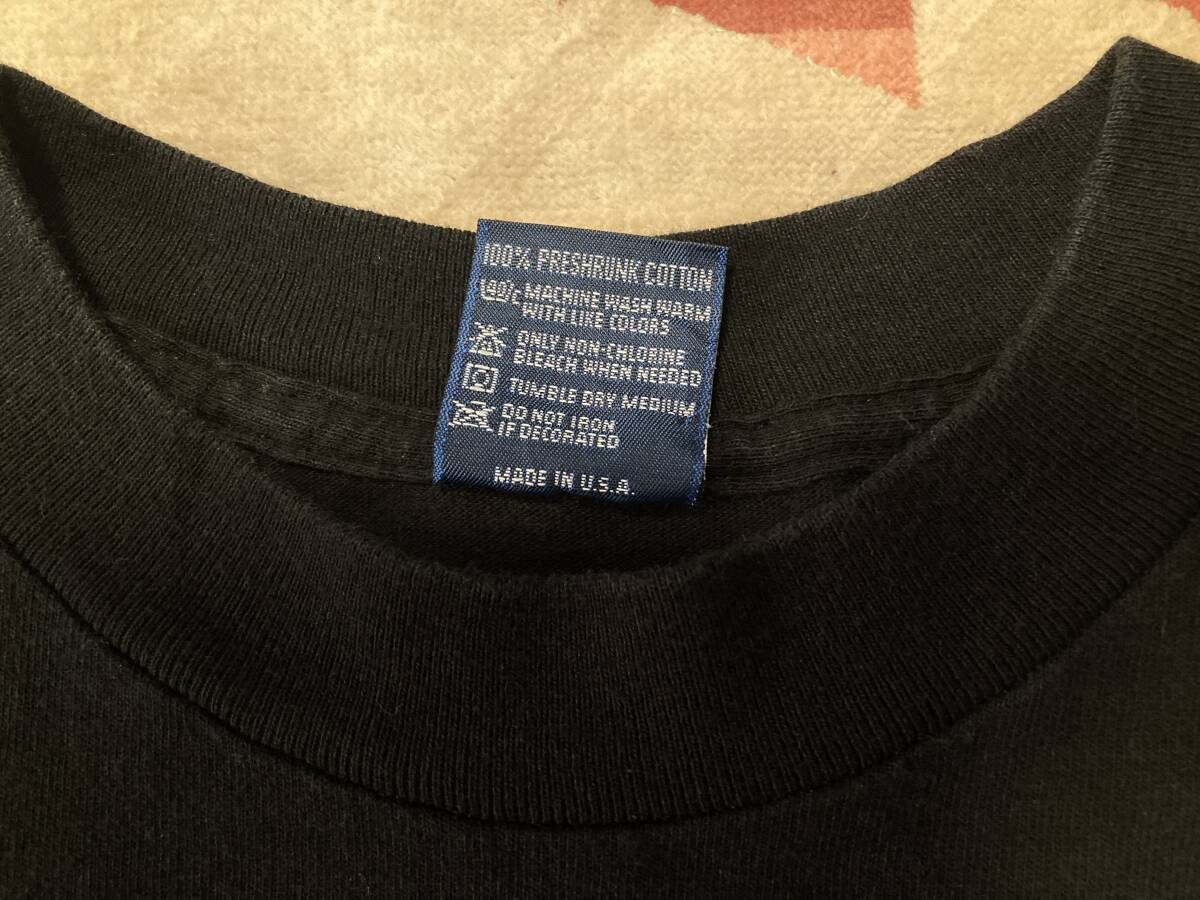 100% PRESHRUNK COTTON
40°C MACHINE WASH WARM
WITH LIKE COLORS
ONLY NON-CHLORINE
BLEACH WHEN NEEDED
TUMBLE DRY MEDIUM
DO NOT IRON
IF DECORATED
MADE IN U.S.A.